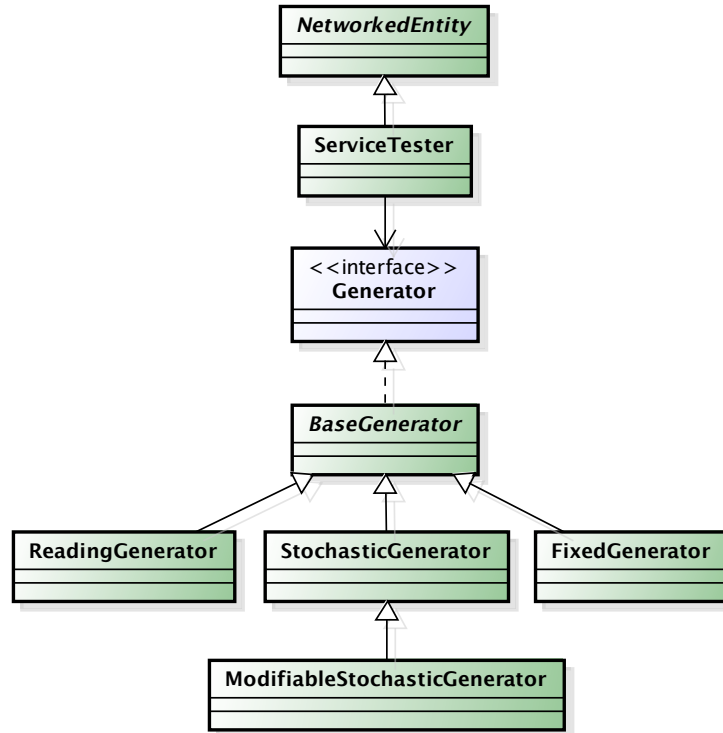 NetworkedEntity
ServiceTester
<<interface>>
Generator
BaseGenerator
ReadingGenerator
StochasticGenerator
FixedGenerator
ModifiableStochasticGenerator